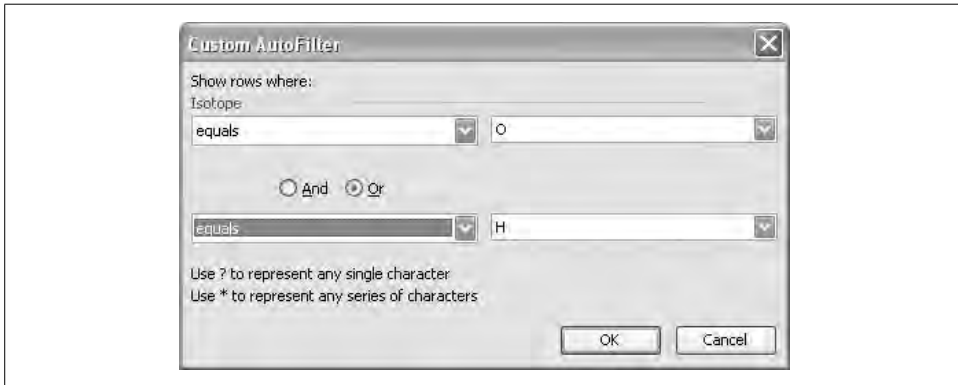 Custom AutoFilter
Show rows where:
Isotope
equals O
And Or
equals H
Use ? to represent any single character
Use * to represent any series of characters
OK Cancel